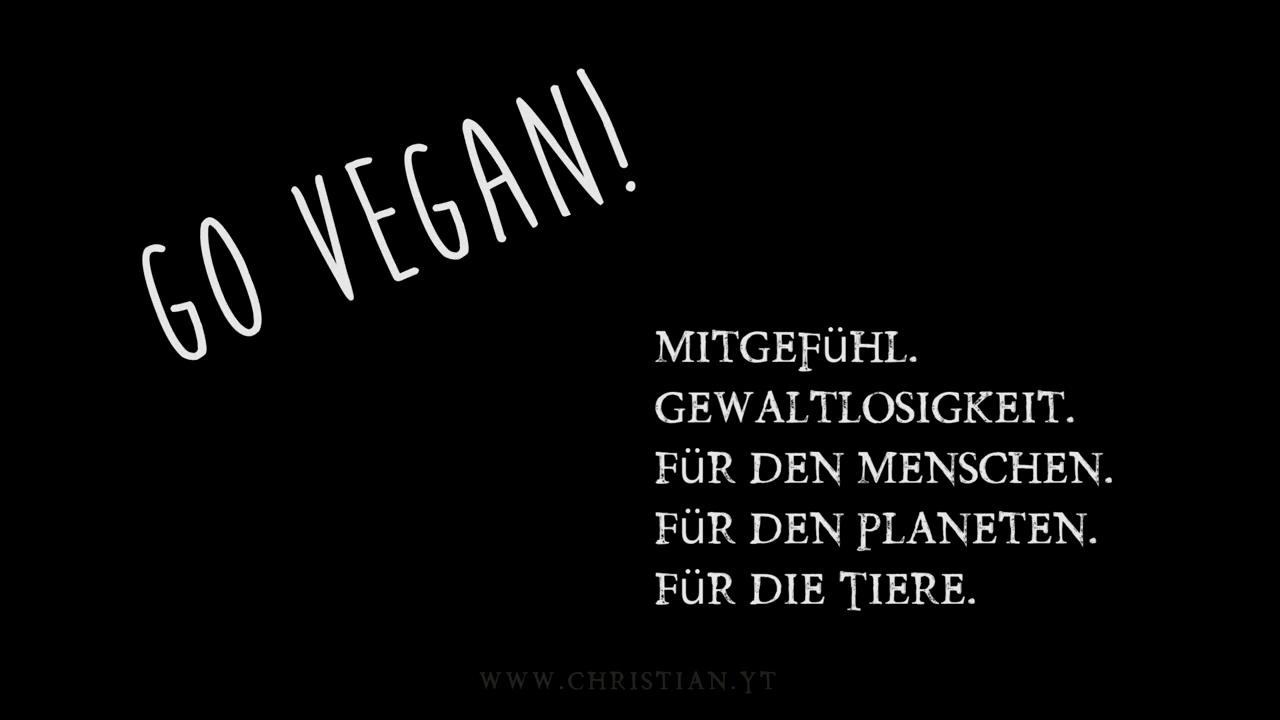 GO VEGAN!
MITGEFüHL.
GEWALTLOSIGKEIT.
FüR DEN MENSCHEN.
FüR DEN PLANETEN.
FüR DIE TIERE.
WWW.CHRISTIAN.YT